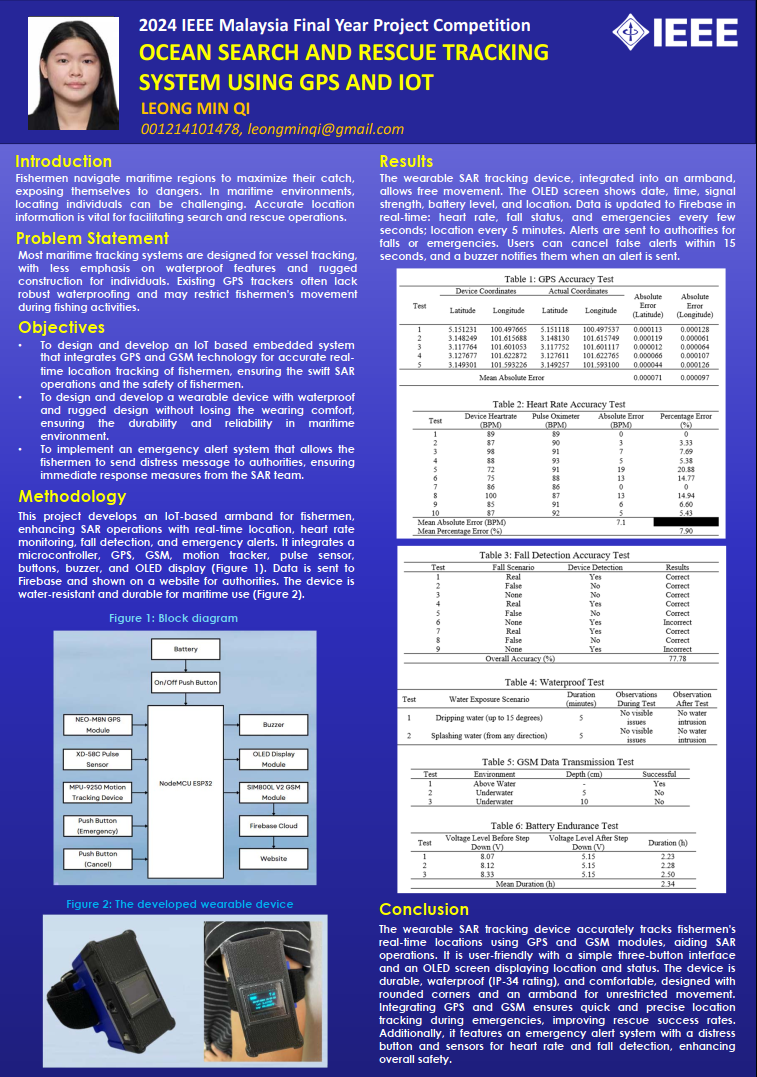 2024 IEEE Malaysia Final Year Project Competition
OCEAN SEARCH AND RESCUE TRACKING
SYSTEM USING GPS AND IOT
LEONG MIN QI
001214101478, leongminqi@gmail.com
IEEE
Introduction
Fishermen navigate maritime regions to maximize their catch,
exposing themselves to dangers. In maritime environments,
locating individuals can be challenging. Accurate location
information is vital for facilitating search and rescue operations.
Problem Statement
Most maritime tracking systems are designed for vessel tracking,
with less emphasis on waterproof features and rugged
construction for individuals. Existing GPS trackers often lack
robust waterproofing and may restrict fishermen's movement
during fishing activities.
Objectives
• To design and develop an IoT based embedded system
that integrates GPS and GSM technology for accurate real-
time location tracking of fishermen, ensuring the swift SAR
operations and the safety of fishermen.
• To design and develop a wearable device with waterproof
and rugged design without losing the wearing comfort,
ensuring the durability and reliability in maritime
environment.
• To implement an emergency alert system that allows the
fishermen to send distress message to authorities, ensuring
immediate response measures from the SAR team.
Methodology
This project develops an IoT-based armband for fishermen,
enhancing SAR operations with real-time location, heart rate
monitoring, fall detection, and emergency alerts. It integrates a
microcontroller, GPS, GSM, motion tracker, pulse sensor,
buttons, buzzer, and OLED display (Figure 1). Data is sent to
Firebase and shown on a website for authorities. The device is
water-resistant and durable for maritime use (Figure 2).
Figure 1: Block diagram
Battery
On/Off Push Button
NEO-M8N GPS
Module
XD-58C Pulse
Sensor
MPU-9250 Motion
Tracking Device
Push Button
(Emergency)
Push Button
(Cancel)
NodeMCU ESP32
Buzzer
OLED Display
Module
SIM800L V2 GSM
Module
Firebase Cloud
Website
Figure 2: The developed wearable device
Results
The wearable SAR tracking device, integrated into an armband,
allows free movement. The OLED screen shows date, time, signal
strength, battery level, and location. Data is updated to Firebase in
real-time: heart rate, fall status, and emergencies every few
seconds; location every 5 minutes. Alerts are sent to authorities for
falls or emergencies. Users can cancel false alerts within 15
seconds, and a buzzer notifies them when an alert is sent.
Table 1: GPS Accuracy Test
Test Device Coordinates Actual Coordinates Absolute Error (Latitude) Absolute Error (Longitude)
Latitude Longitude Latitude Longitude
1 5.151231 100.497665 5.151118 100.497537 0.000113 0.000128
2 3.148249 101.615688 3.148130 101.615749 0.000119 0.000061
3 3.117764 101.601053 3.117752 101.601117 0.000012 0.000064
4 3.127677 101.622872 3.127611 101.622765 0.000066 0.000107
5 3.149301 101.593226 3.149257 101.593100 0.000044 0.000126
Mean Absolute Error 0.000071 0.000097
Table 2: Heart Rate Accuracy Test
Test Device Heartrate (BPM) Pulse Oximeter (BPM) Absolute Error (BPM) Percentage Error (%)
1 89 89 0 0
2 87 90 3 3.33
3 98 91 7 7.69
4 88 93 5 5.38
5 72 91 19 20.88
6 75 88 13 14.77
7 86 86 0 0
8 100 87 13 14.94
9 85 91 6 6.60
10 87 92 5 5.43
Mean Absolute Error (BPM) 7.1
Mean Percentage Error (%) 7.90
Table 3: Fall Detection Accuracy Test
Test Fall Scenario Device Detection Results
1 Real Yes Correct
2 False No Correct
3 None No Correct
4 Real Yes Correct
5 False No Correct
6 None Yes Incorrect
7 Real Yes Correct
8 False No Correct
9 None Yes Incorrect
Overall Accuracy (%) 77.78
Table 4: Waterproof Test
Test Water Exposure Scenario Duration (minutes) Observations During Test Observation After Test
1 Dripping water (up to 15 degrees) 5 No visible issues No water intrusion
2 Splashing water (from any direction) 5 No visible issues No water intrusion
Table 5: GSM Data Transmission Test
Test Environment Depth (cm) Successful
1 Above Water - Yes
2 Underwater 5 No
3 Underwater 10 No
Table 6: Battery Endurance Test
Test Voltage Level Before Step Down (V) Voltage Level After Step Down (V) Duration (h)
1 8.07 5.15 2.23
2 8.12 5.15 2.28
3 8.33 5.15 2.50
Mean Duration (h) 2.34
Conclusion
The wearable SAR tracking device accurately tracks fishermen's
real-time locations using GPS and GSM modules, aiding SAR
operations. It is user-friendly with a simple three-button interface
and an OLED screen displaying location and status. The device is
durable, waterproof (IP-34 rating), and comfortable, designed with
rounded corners and an armband for unrestricted movement.
Integrating GPS and GSM ensures quick and precise location
tracking during emergencies, improving rescue success rates.
Additionally, it features an emergency alert system with a distress
button and sensors for heart rate and fall detection, enhancing
overall safety.